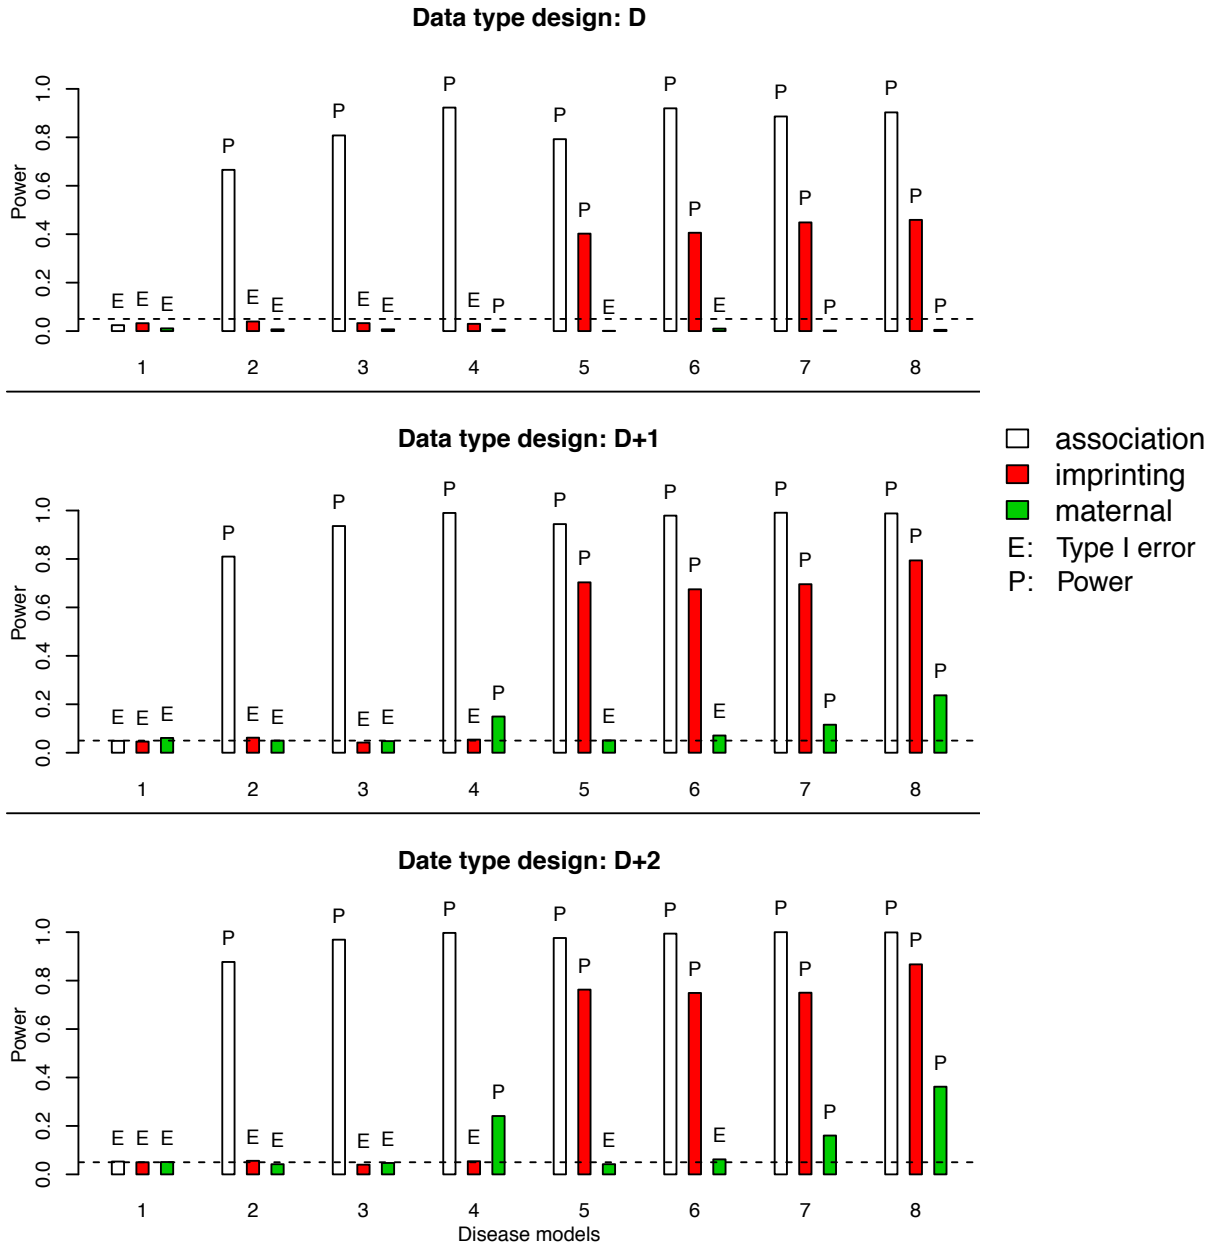 Data type design: D
Power
0.0 0.2 0.4 0.6 0.8 1.0
E E E P E E P E E P E P P P E P P E P P P P P P
1 2 3 4 5 6 7 8
Data type design: D+1
Power
0.0 0.2 0.4 0.6 0.8 1.0
E E E P E E P E E P E P P P E P P E P P P P P P
1 2 3 4 5 6 7 8
association
imprinting
maternal
E: Type I error
P: Power
Date type design: D+2
Power
0.0 0.2 0.4 0.6 0.8 1.0
E E E P E E P E E P E P P P E P P E P P P P P P
1 2 3 4 5 6 7 8
Disease models